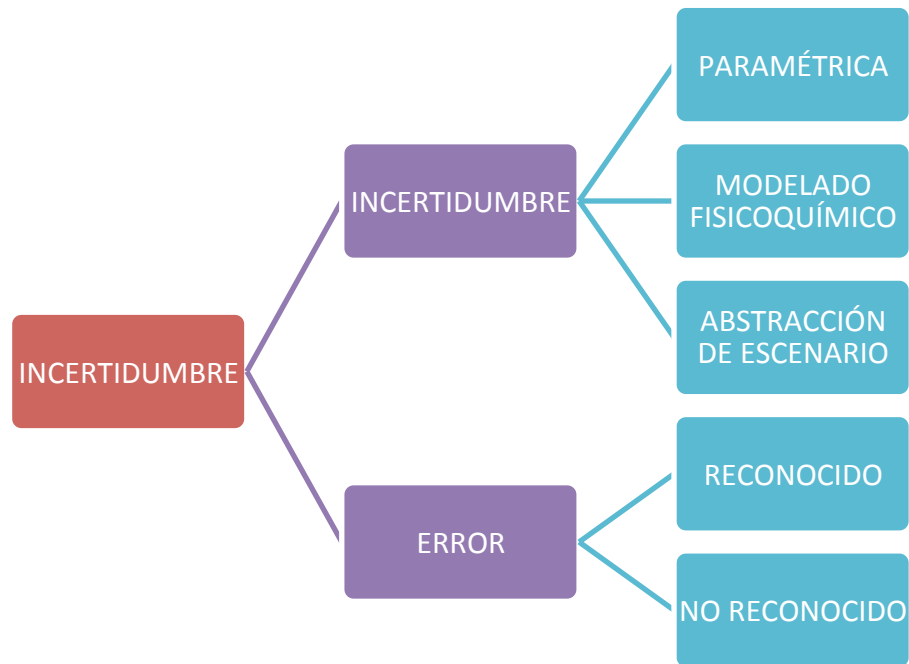 PARAMÉTRICA
INCERTIDUMBRE
MODELADO
FISICOQUÍMICO
ABSTRACCIÓN
DE ESCENARIO
INCERTIDUMBRE
RECONOCIDO
ERROR
NO RECONOCIDO